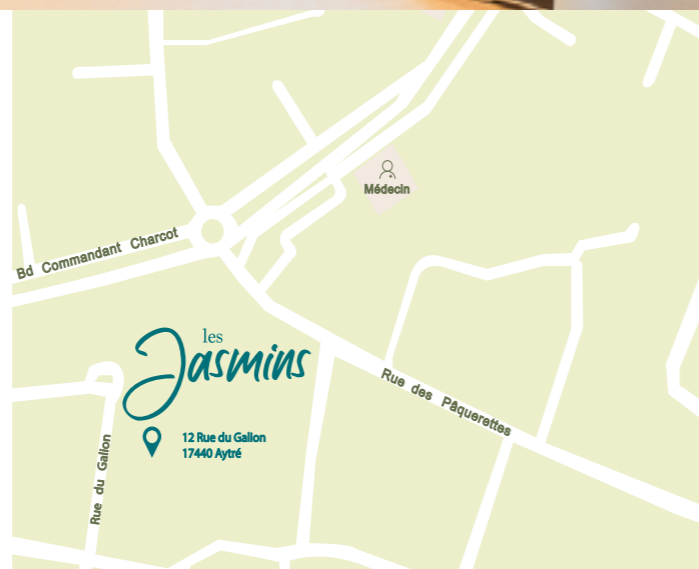 Médecin
Bd Commandant Charcot
les
Jasmins
Rue des Pâquerettes
12 Rue du Gallon
17440 Aytré
Rue du Gallon